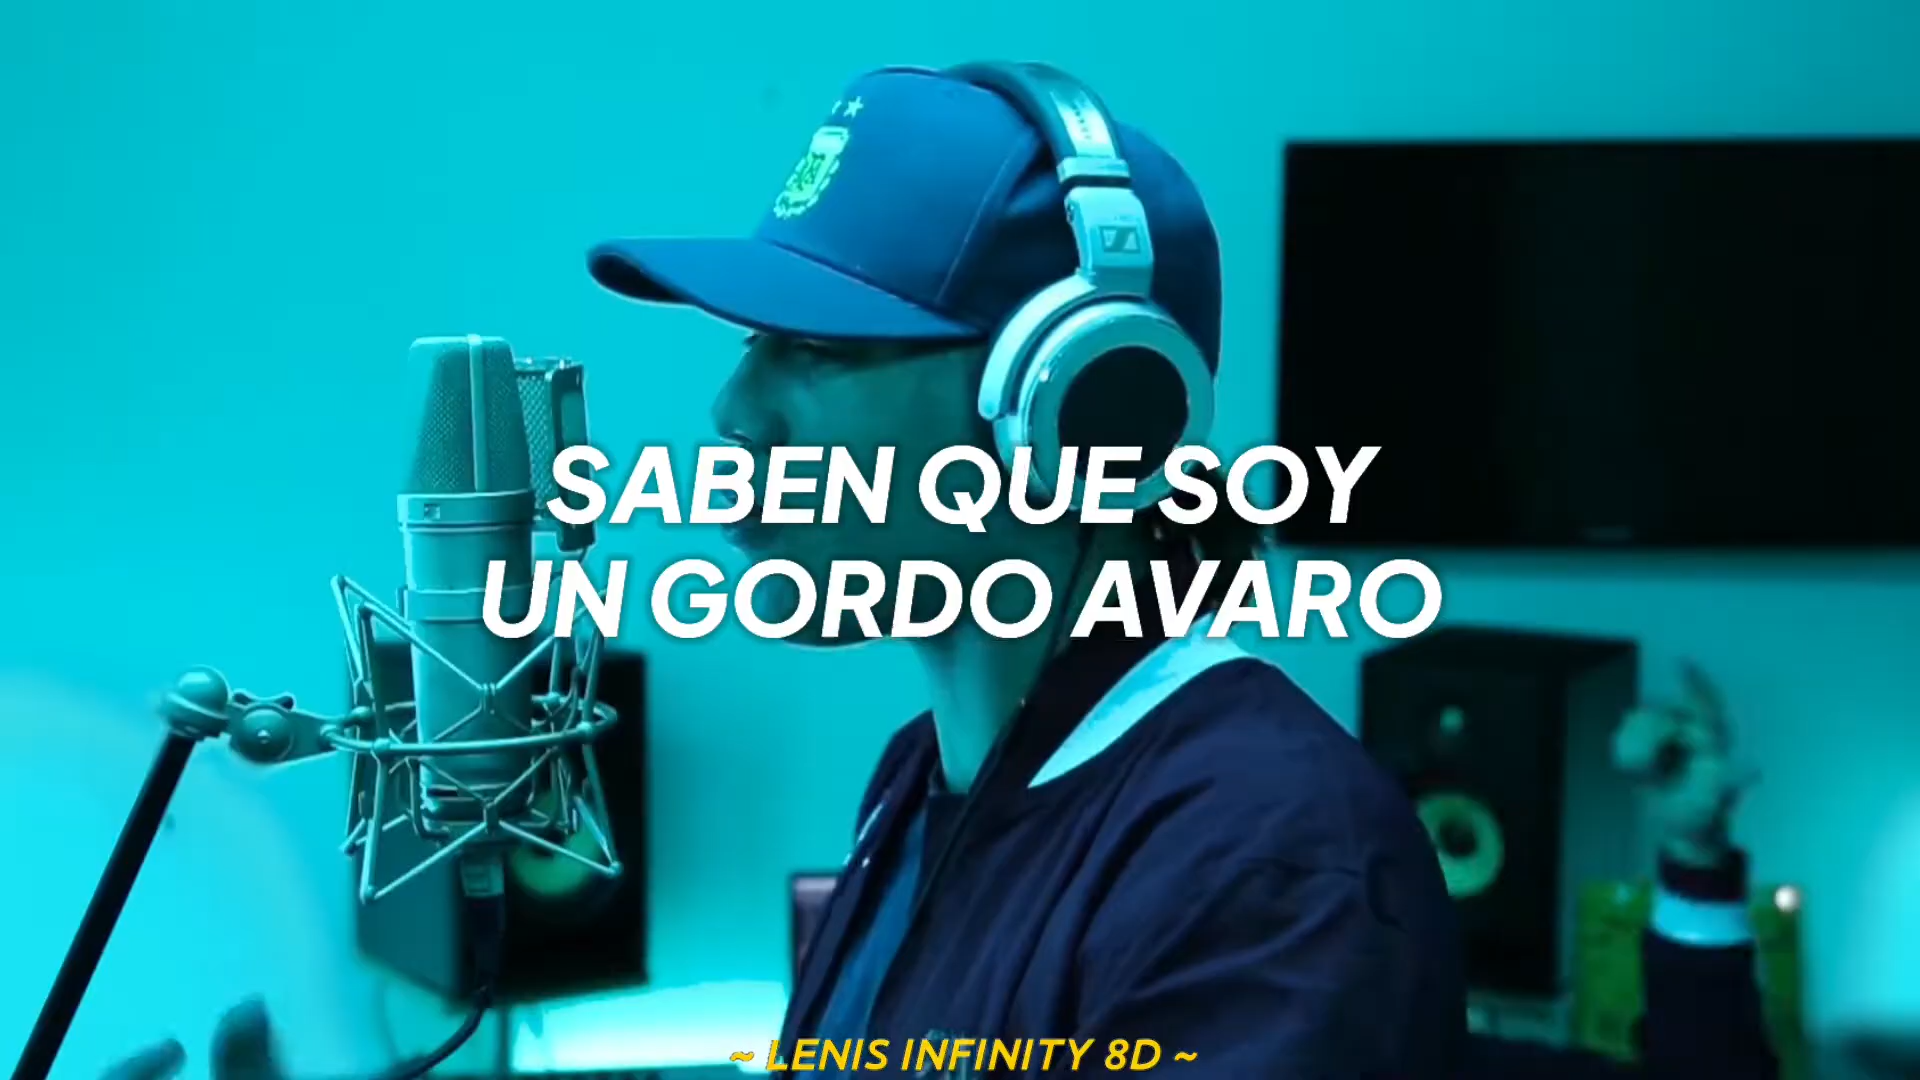 SABEN QUE SOY
UN GORDO AVARO
~ LENIS INFINITY 8D ~